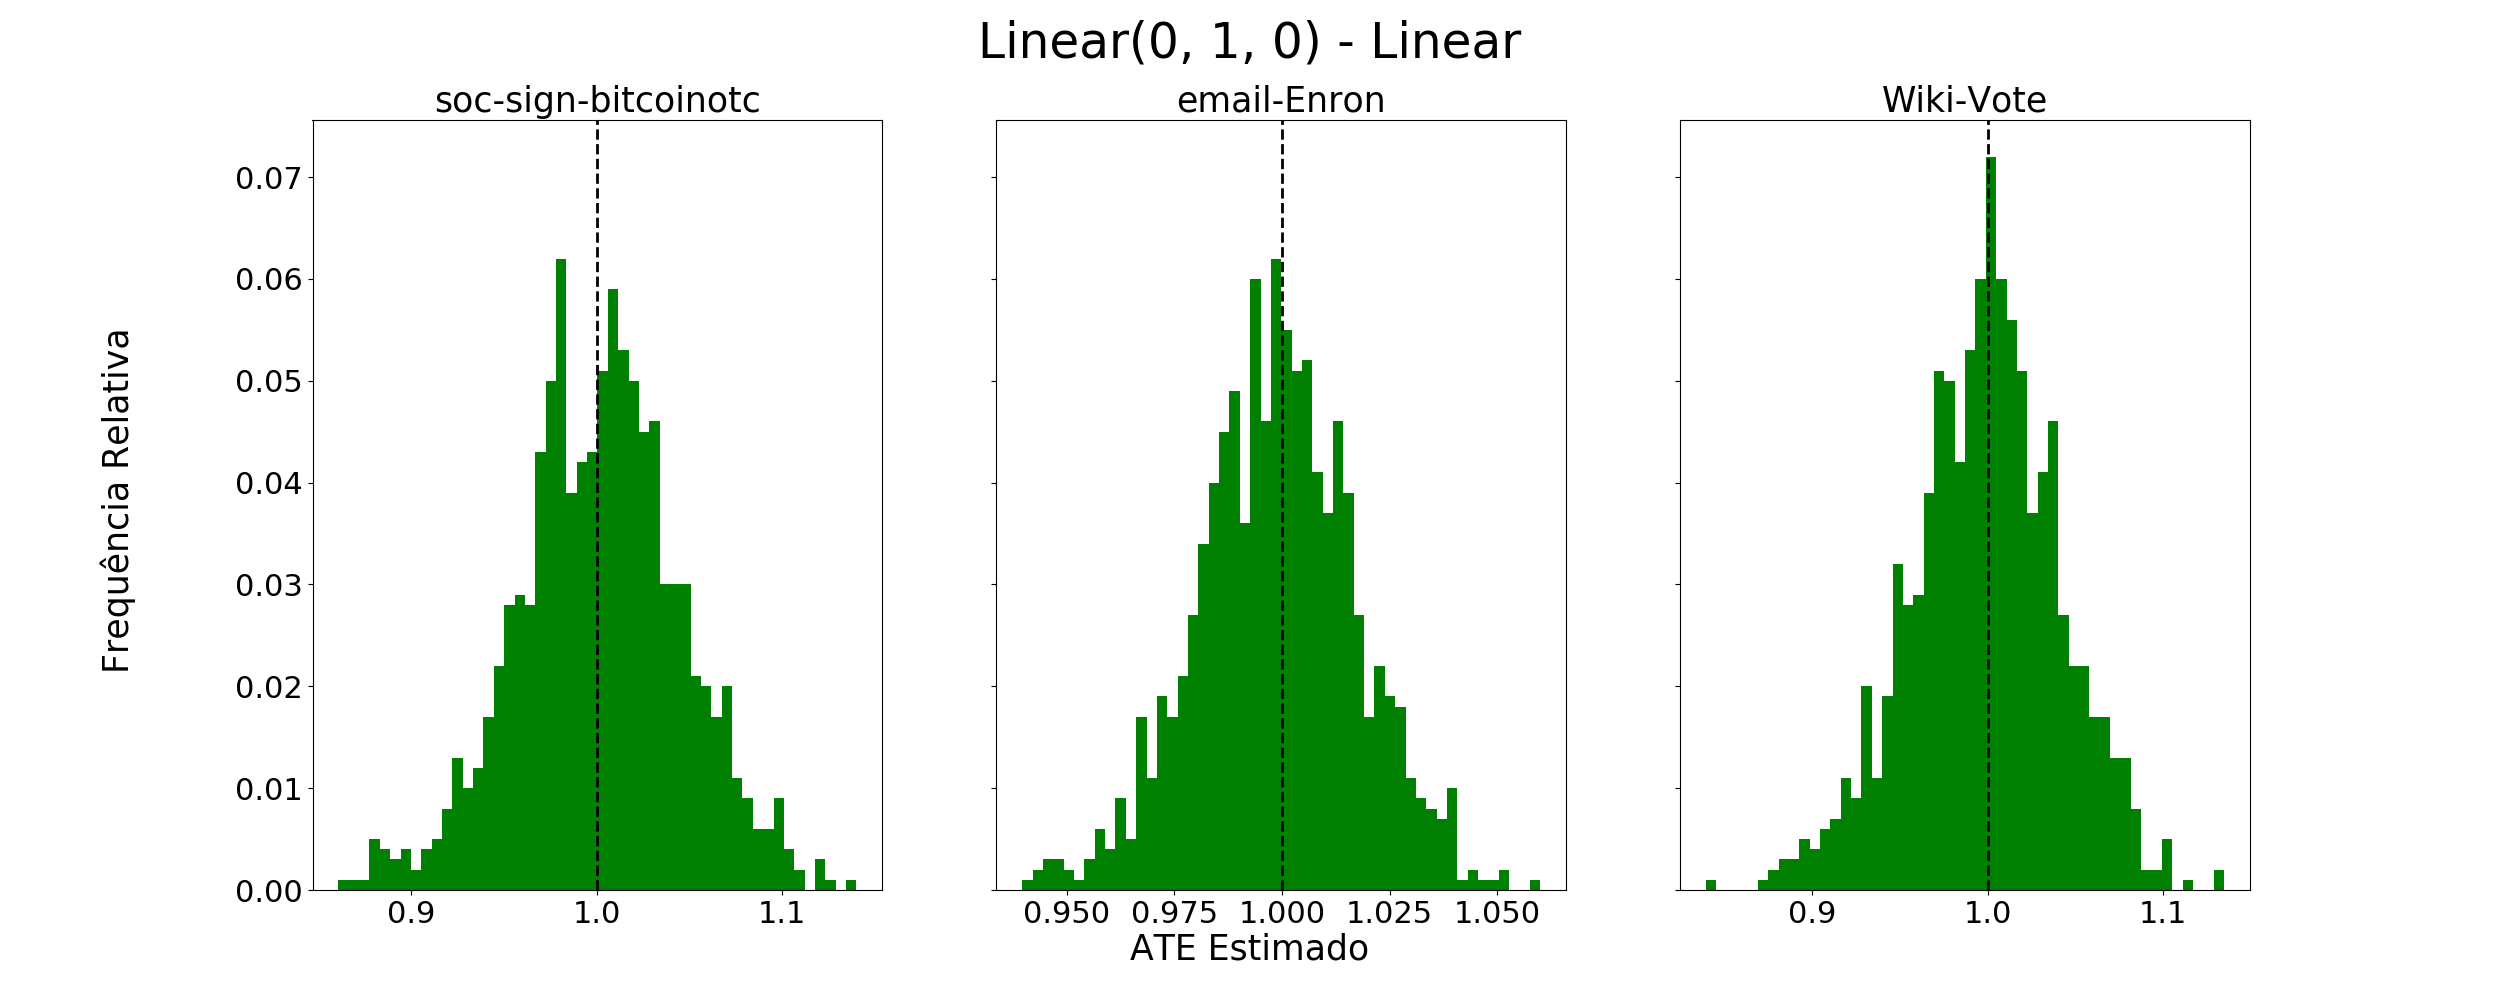 Linear(0, 1, 0) - Linear
soc-sign-bitcoinotc
email-Enron
Wiki-Vote
Frequência Relativa
0.07
0.06
0.05
0.04
0.03
0.02
0.01
0.00
0.9 1.0 1.1
0.950 0.975 1.000 1.025 1.050
0.9 1.0 1.1
ATE Estimado